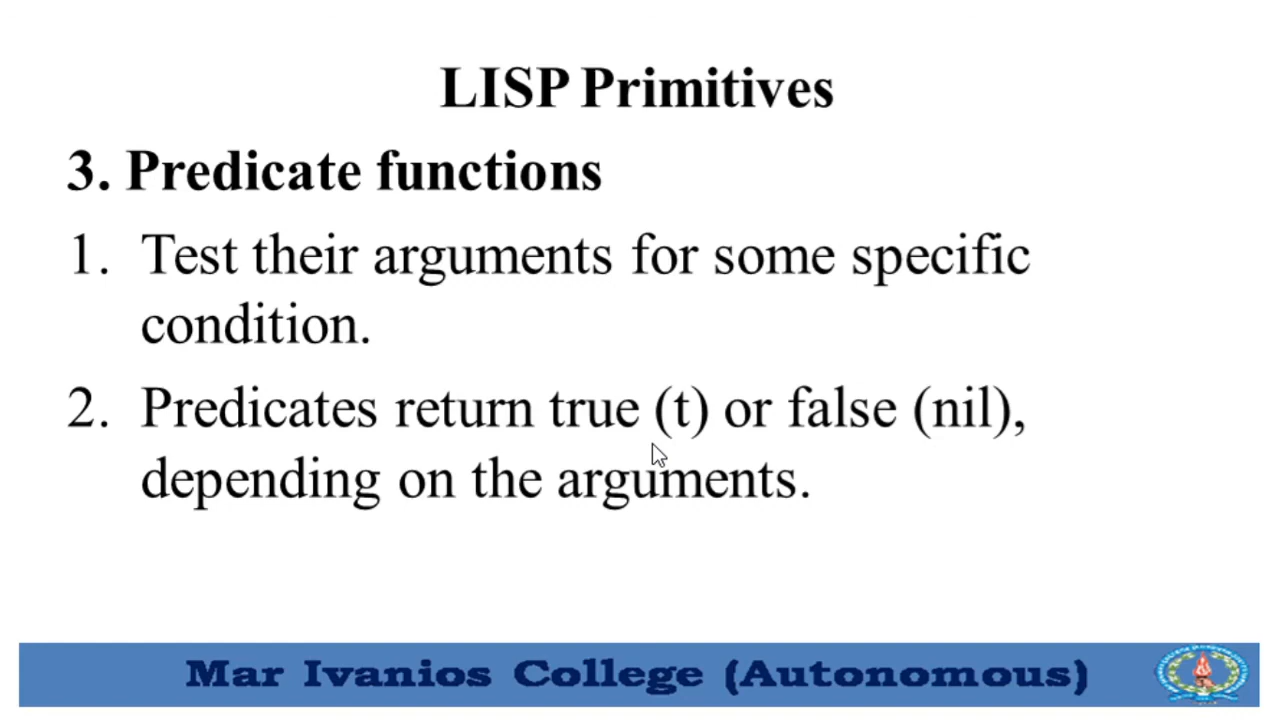 LISP Primitives
3. Predicate functions
1. Test their arguments for some specific
condition.
2. Predicates return true (t) or false (nil),
depending on the arguments.
Mar Ivanios College (Autonomous)